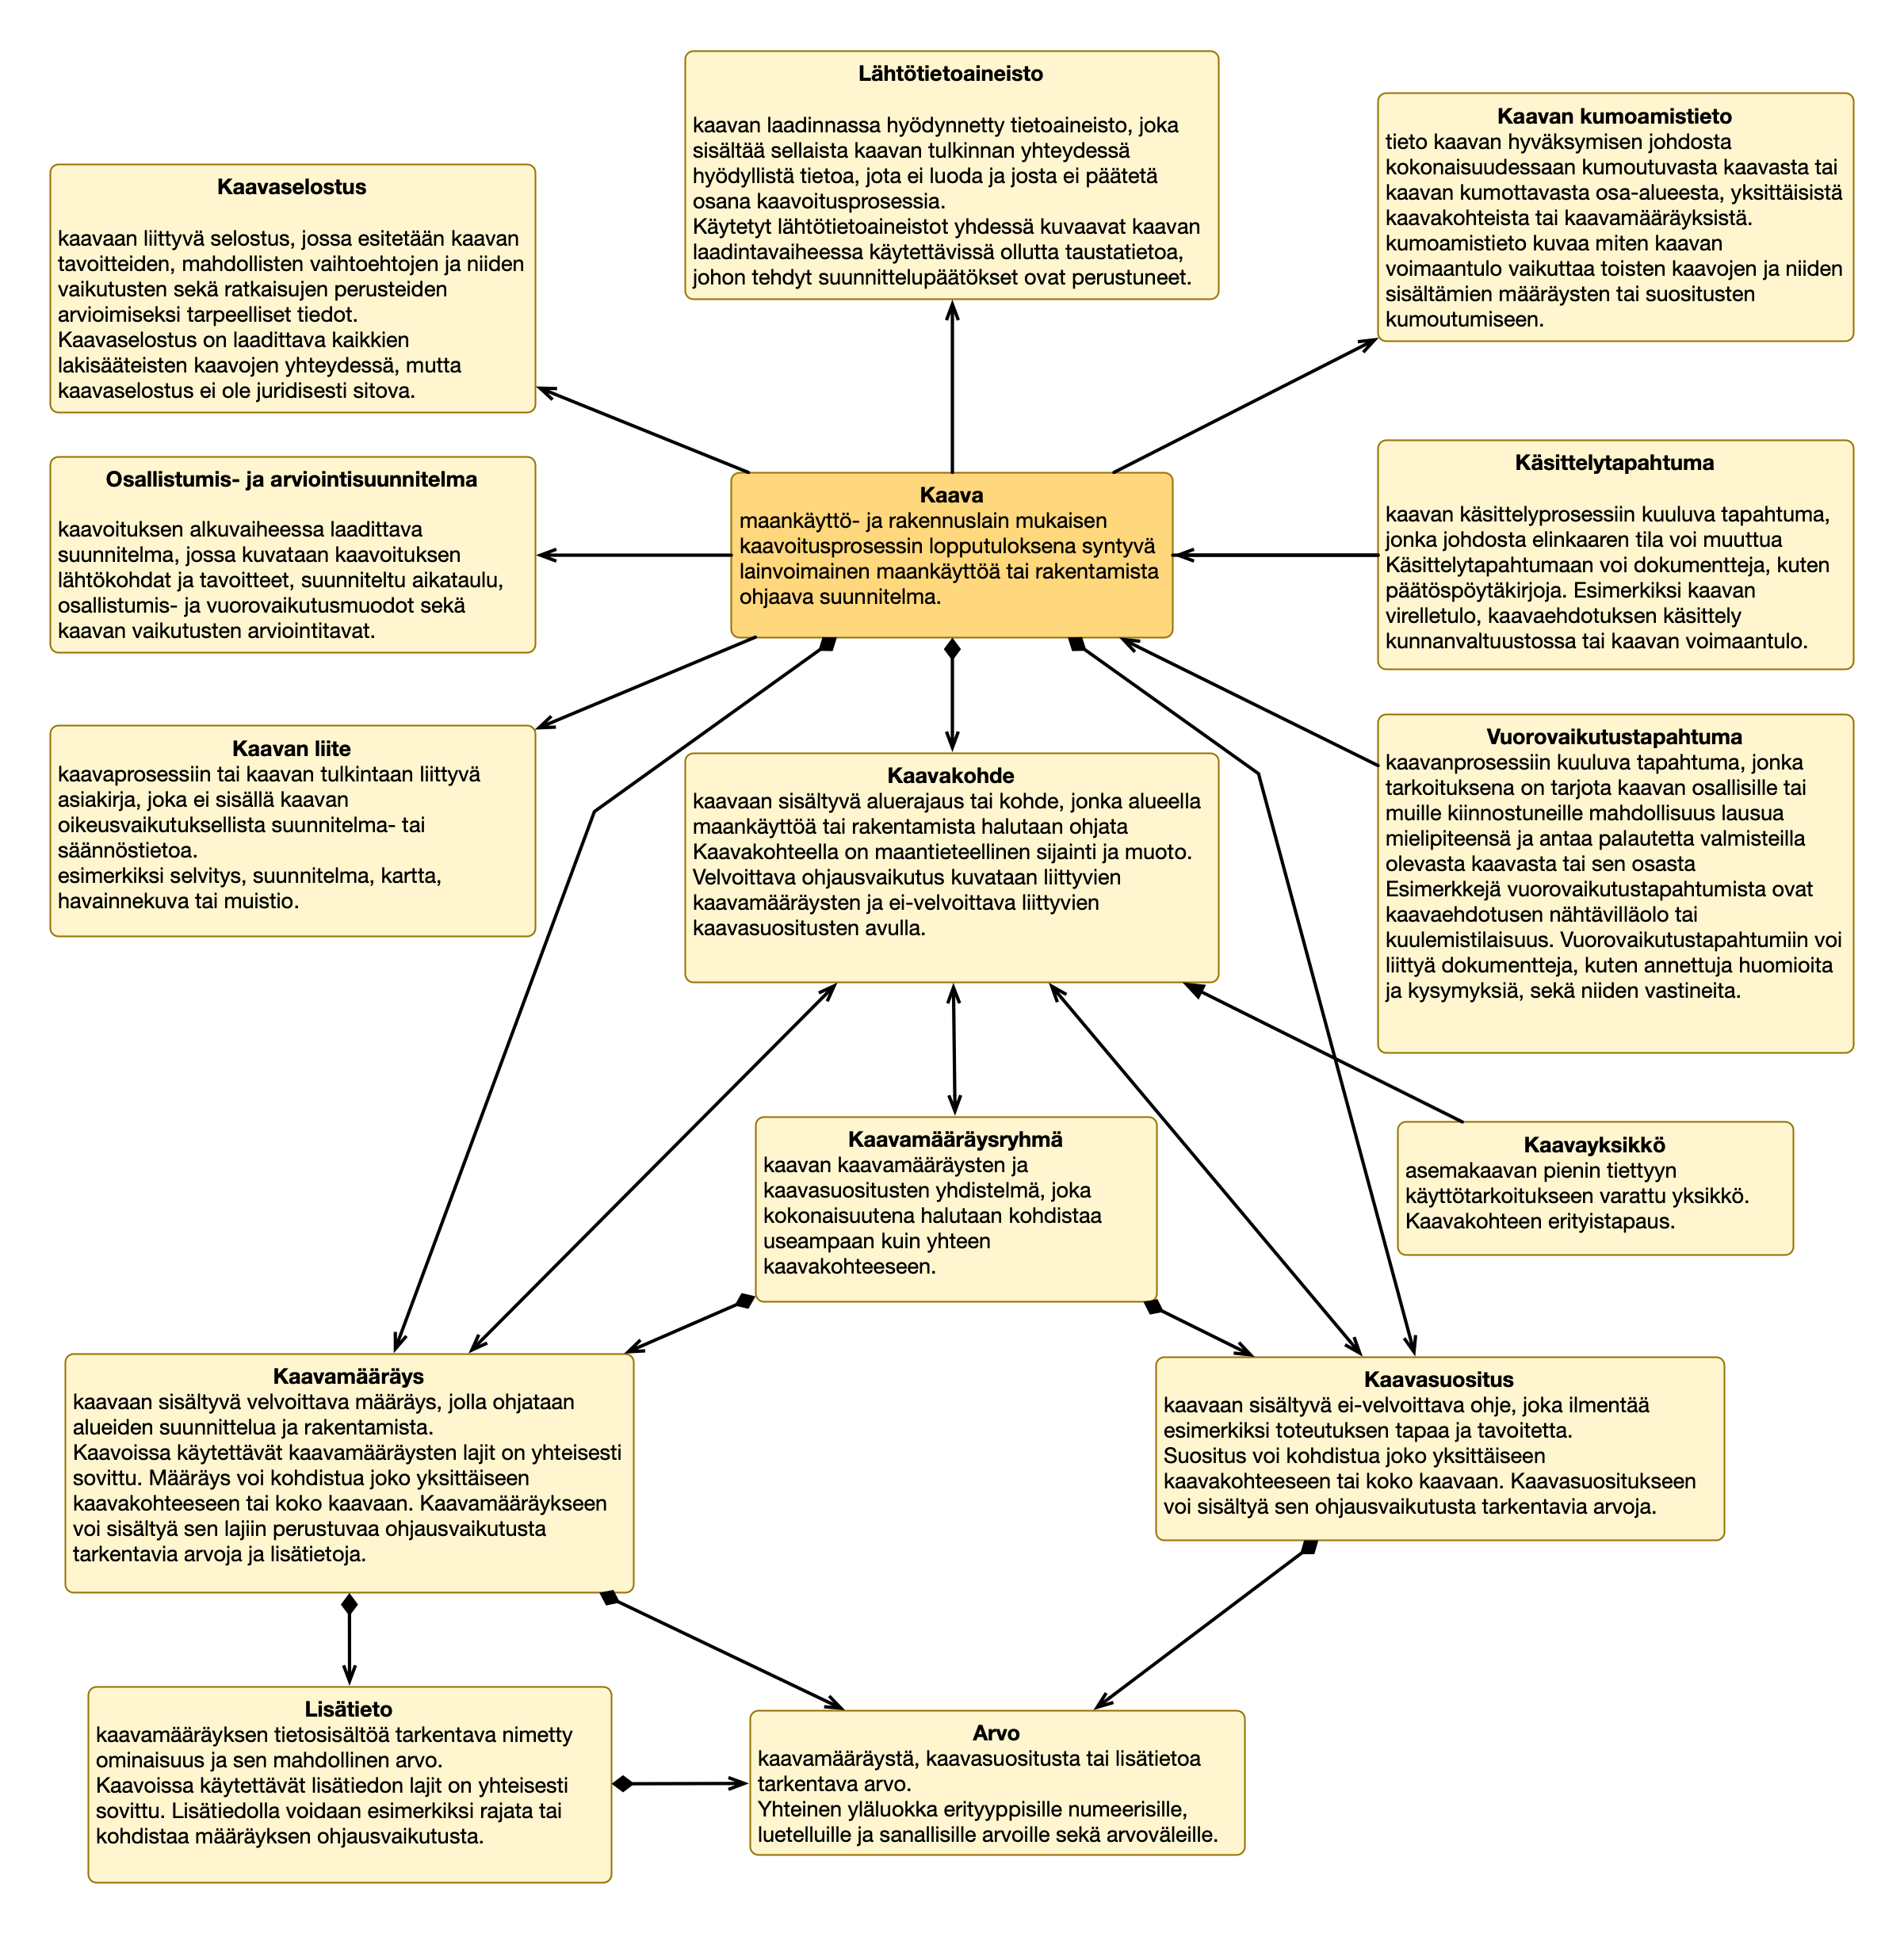 Lähtötietoaineisto
kaavan laadinnassa hyödynnetty tietoaineisto, joka
sisältää sellaista kaavan tulkinnan yhteydessä
hyödyllistä tietoa, jota ei luoda ja josta ei päätetä
osana kaavoitusprosessia.
Käytetyt lähtötietoaineistot yhdessä kuvaavat kaavan
laadintavaiheessa käytettävissä ollutta taustatietoa,
johon tehdyt suunnittelupäätökset ovat perustuneet.
Kaavan kumoamistieto
tieto kaavan hyväksymisen johdosta
kokonaisuudessaan kumoutuvasta kaavasta tai
kaavan kumottavasta osa-alueesta, yksittäisistä
kaavakohteista tai kaavamääräyksistä.
kumoamistieto kuvaa miten kaavan
voimaantulo vaikuttaa toisten kaavojen ja niiden
sisältämien määräysten tai suositusten
kumoutumiseen.
Kaavaselostus
kaavaan liittyvä selostus, jossa esitetään kaavan
tavoitteiden, mahdollisten vaihtoehtojen ja niiden
vaikutusten sekä ratkaisujen perusteiden
arvioimiseksi tarpeelliset tiedot.
Kaavaselostus on laadittava kaikkien
lakisääteisten kaavojen yhteydessä, mutta
kaavaselostus ei ole juridisesti sitova.
Osallistumis- ja arviointisuunnitelma
kaavoituksen alkuvaiheessa laadittava
suunnitelma, jossa kuvataan kaavoituksen
lähtökohdat ja tavoitteet, suunniteltu aikataulu,
osallistumis- ja vuorovaikutusmuodot sekä
kaavan vaikutusten arviointitavat.
Kaava
maankäyttö- ja rakennuslain mukaisen
kaavoitusprosessin lopputuloksena syntyvä
lainvoimainen maankäyttöä tai rakentamista
ohjaava suunnitelma.
Käsittelytapahtuma
kaavan käsittelyprosessiin kuuluva tapahtuma,
jonka johdosta elinkaaren tila voi muuttua
Käsittelytapahtumaan voi dokumentteja, kuten
päätöspöytäkirjoja. Esimerkiksi kaavan
virelletulo, kaavaehdotuksen käsittely
kunnanvaltuustossa tai kaavan voimaantulo.
Kaavan liite
kaavaprosessiin tai kaavan tulkintaan liittyvä
asiakirja, joka ei sisällä kaavan
oikeusvaikutuksellista suunnitelma- tai
säännöstietoa.
esimerkiksi selvitys, suunnitelma, kartta,
havainnekuva tai muistio.
Kaavakohde
kaavaan sisältyvä aluerajaus tai kohde, jonka alueella
maankäyttöä tai rakentamista halutaan ohjata
Kaavakohteella on maantieteellinen sijainti ja muoto.
Velvoittava ohjausvaikutus kuvataan liittyvien
kaavamääräysten ja ei-velvoittava liittyvien
kaavasuositusten avulla.
Vuorovaikutustapahtuma
kaavanprosessiin kuuluva tapahtuma, jonka
tarkoituksena on tarjota kaavan osallisille tai
muille kiinnostuneille mahdollisuus lausua
mielipiteensä ja antaa palautetta valmisteilla
olevasta kaavasta tai sen osasta
Esimerkkejä vuorovaikutustapahtumista ovat
kaavaehdotusen nähtävilläolo tai
kuulemistilaisuus. Vuorovaikutustapahtumiin voi
liittyä dokumentteja, kuten annettuja huomioita
ja kysymyksiä, sekä niiden vastineita.
Kaavamääräysryhmä
kaavan kaavamääräysten ja
kaavasuositusten yhdistelmä, joka
kokonaisuutena halutaan kohdistaa
useampaan kuin yhteen
kaavakohteeseen.
Kaavayksikkö
asemakaavan pienin tiettyyn
käyttötarkoitukseen varattu yksikkö.
Kaavakohteen erityistapaus.
Kaavamääräys
kaavaan sisältyvä velvoittava määräys, jolla ohjataan
alueiden suunnittelua ja rakentamista.
Kaavoissa käytettävät kaavamääräysten lajit on yhteisesti
sovittu. Määräys voi kohdistua joko yksittäiseen
kaavakohteeseen tai koko kaavaan. Kaavamääräykseen
voi sisältyä sen lajiin perustuvaa ohjausvaikutusta
tarkentavia arvoja ja lisätietoja.
Kaavasuositus
kaavaan sisältyvä ei-velvoittava ohje, joka ilmentää
esimerkiksi toteutuksen tapaa ja tavoitetta.
Suositus voi kohdistua joko yksittäiseen
kaavakohteeseen tai koko kaavaan. Kaavasuositukseen
voi sisältyä sen ohjausvaikutusta tarkentavia arvoja.
Lisätieto
kaavamääräyksen tietosisältöä tarkentava nimetty
ominaisuus ja sen mahdollinen arvo.
Kaavoissa käytettävät lisätiedon lajit on yhteisesti
sovittu. Lisätiedolla voidaan esimerkiksi rajata tai
kohdistaa määräyksen ohjausvaikutusta.
Arvo
kaavamääräystä, kaavasuositusta tai lisätietoa
tarkentava arvo.
Yhteinen yläluokka erityyppisille numeerisille,
luetelluille ja sanallisille arvoille sekä arvoväleille.